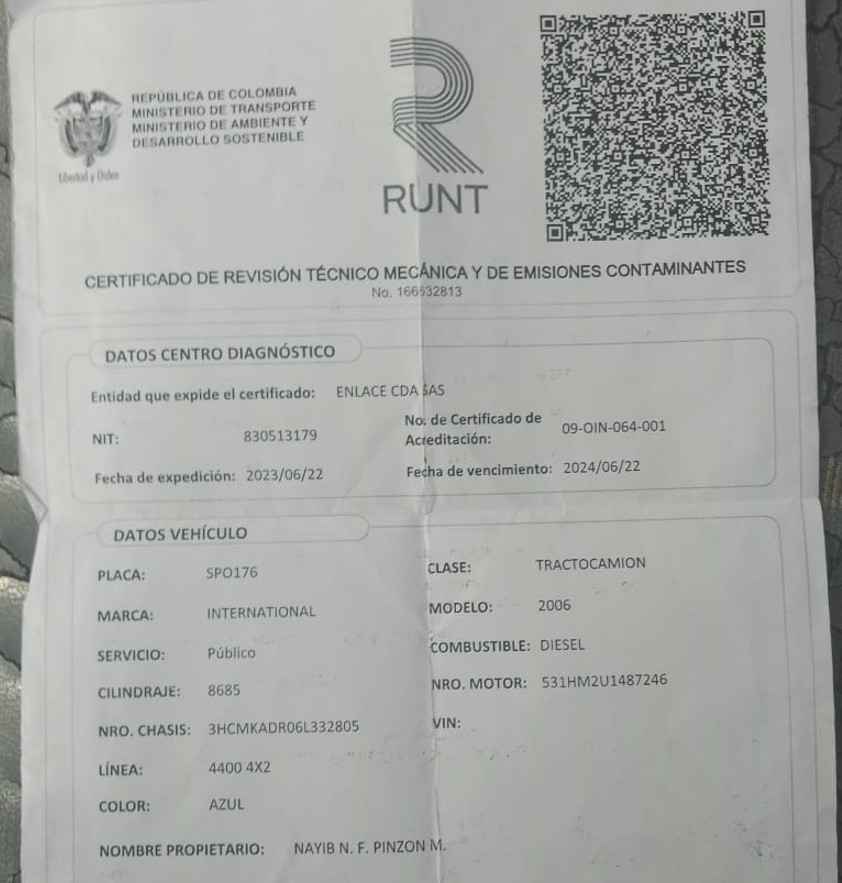 REPÚBLICA DE COLOMBIA
MINISTERIO DE TRANSPORTE
MINISTERIO DE AMBIENTE Y
DESARROLLO SOSTENIBLE
Libertad y Orden
RUNT
CERTIFICADO DE REVISIÓN TÉCNICO MECÁNICA Y DE EMISIONES CONTAMINANTES
No. 166532813
DATOS CENTRO DIAGNÓSTICO
Entidad que expide el certificado: ENLACE CDA SAS
NIT: 830513179 No. de Certificado de Acreditación: 09-OIN-064-001
Fecha de expedición: 2023/06/22 Fecha de vencimiento: 2024/06/22
DATOS VEHÍCULO
PLACA: SPO176 CLASE: TRACTOCAMION
MARCA: INTERNATIONAL MODELO: 2006
SERVICIO: Público COMBUSTIBLE: DIESEL
CILINDRAJE: 8685 NRO. MOTOR: 531HM2U1487246
NRO. CHASIS: 3HCMKADR06L332805 VIN:
LÍNEA: 4400 4X2
COLOR: AZUL
NOMBRE PROPIETARIO: NAYIB N. F. PINZON M.